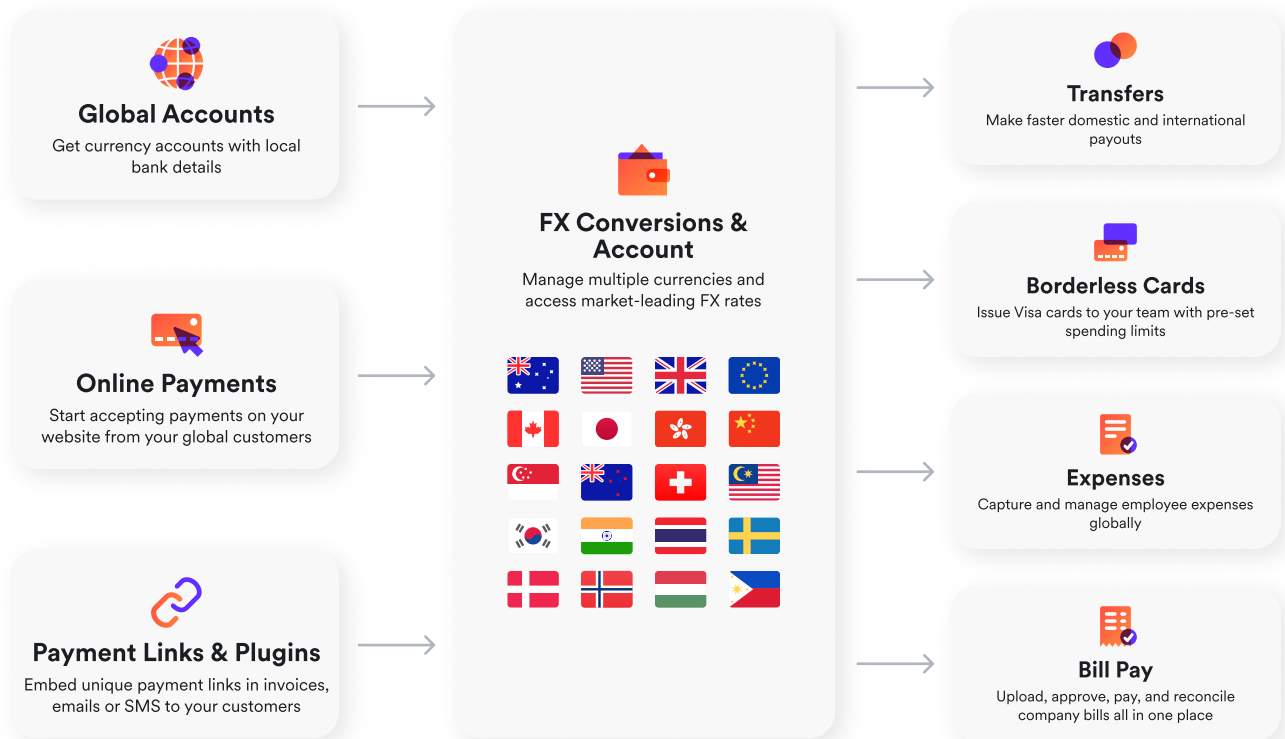 Global Accounts
Get currency accounts with local
bank details
Online Payments
Start accepting payments on your
website from your global customers
Payment Links & Plugins
Embed unique payment links in invoices,
emails or SMS to your customers
FX Conversions &
Account
Manage multiple currencies and
access market-leading FX rates
Transfers
Make faster domestic and international
payouts
Borderless Cards
Issue Visa cards to your team with pre-set
spending limits
Expenses
Capture and manage employee expenses
globally
Bill Pay
Upload, approve, pay, and reconcile
company bills all in one place